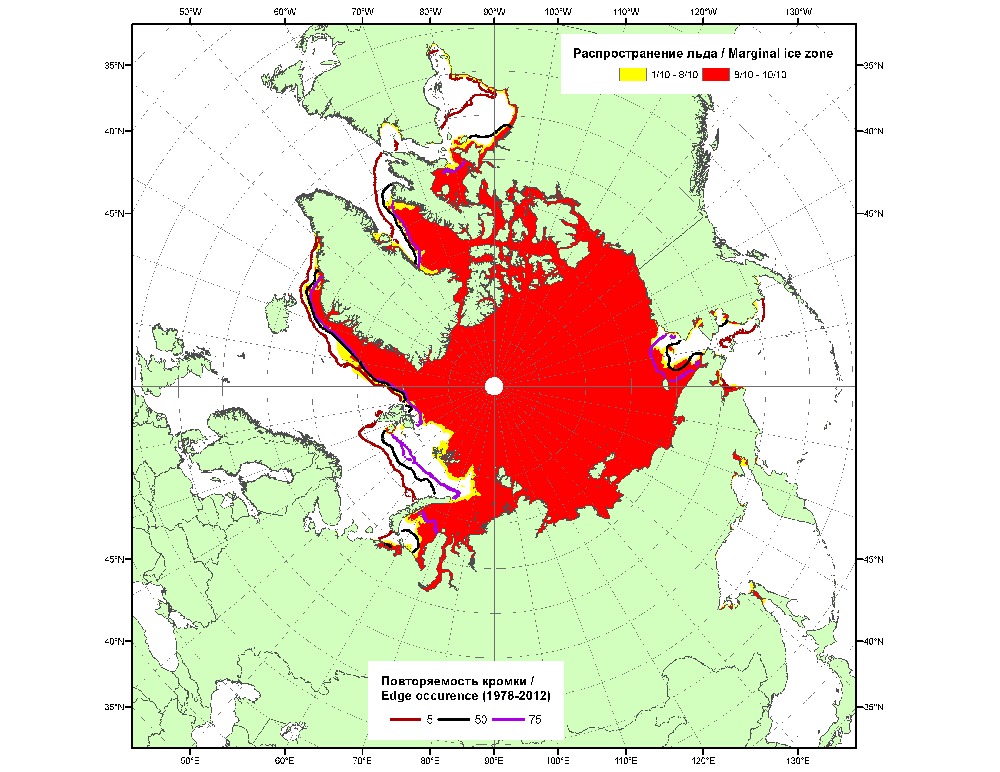 50°W 60°W 70°W 80°W 90°W 100°W 110°W 120°W 130°W
Распространение льда / Marginal ice zone
1/10 - 8/10 8/10 - 10/10
35°N 35°N
40°N 40°N
45°N 45°N
45°N 45°N
40°N 40°N
35°N 35°N
Повторяемость кромки /
Edge occurence (1978-2012)
5 50 75
50°E 60°E 70°E 80°E 90°E 100°E 110°E 120°E 130°E